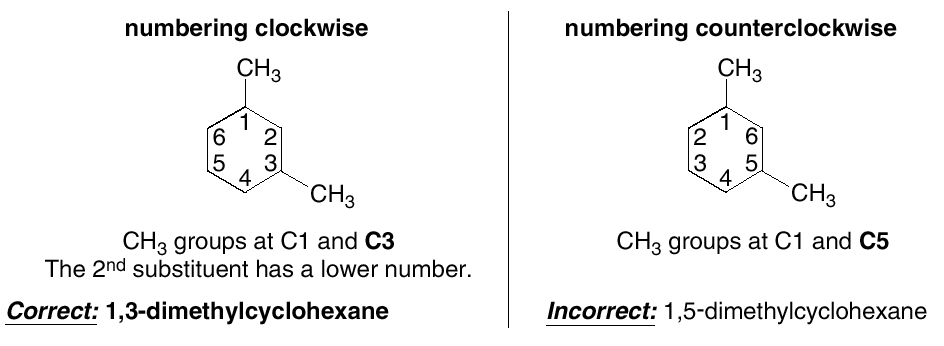 numbering clockwise
CH₃
1
6 2
5 3
4
CH₃
CH₃ groups at C1 and C3
The 2nd substituent has a lower number.
Correct: 1,3-dimethylcyclohexane
numbering counterclockwise
CH₃
1
2 6
3 5
4
CH₃
CH₃ groups at C1 and C5
Incorrect: 1,5-dimethylcyclohexane